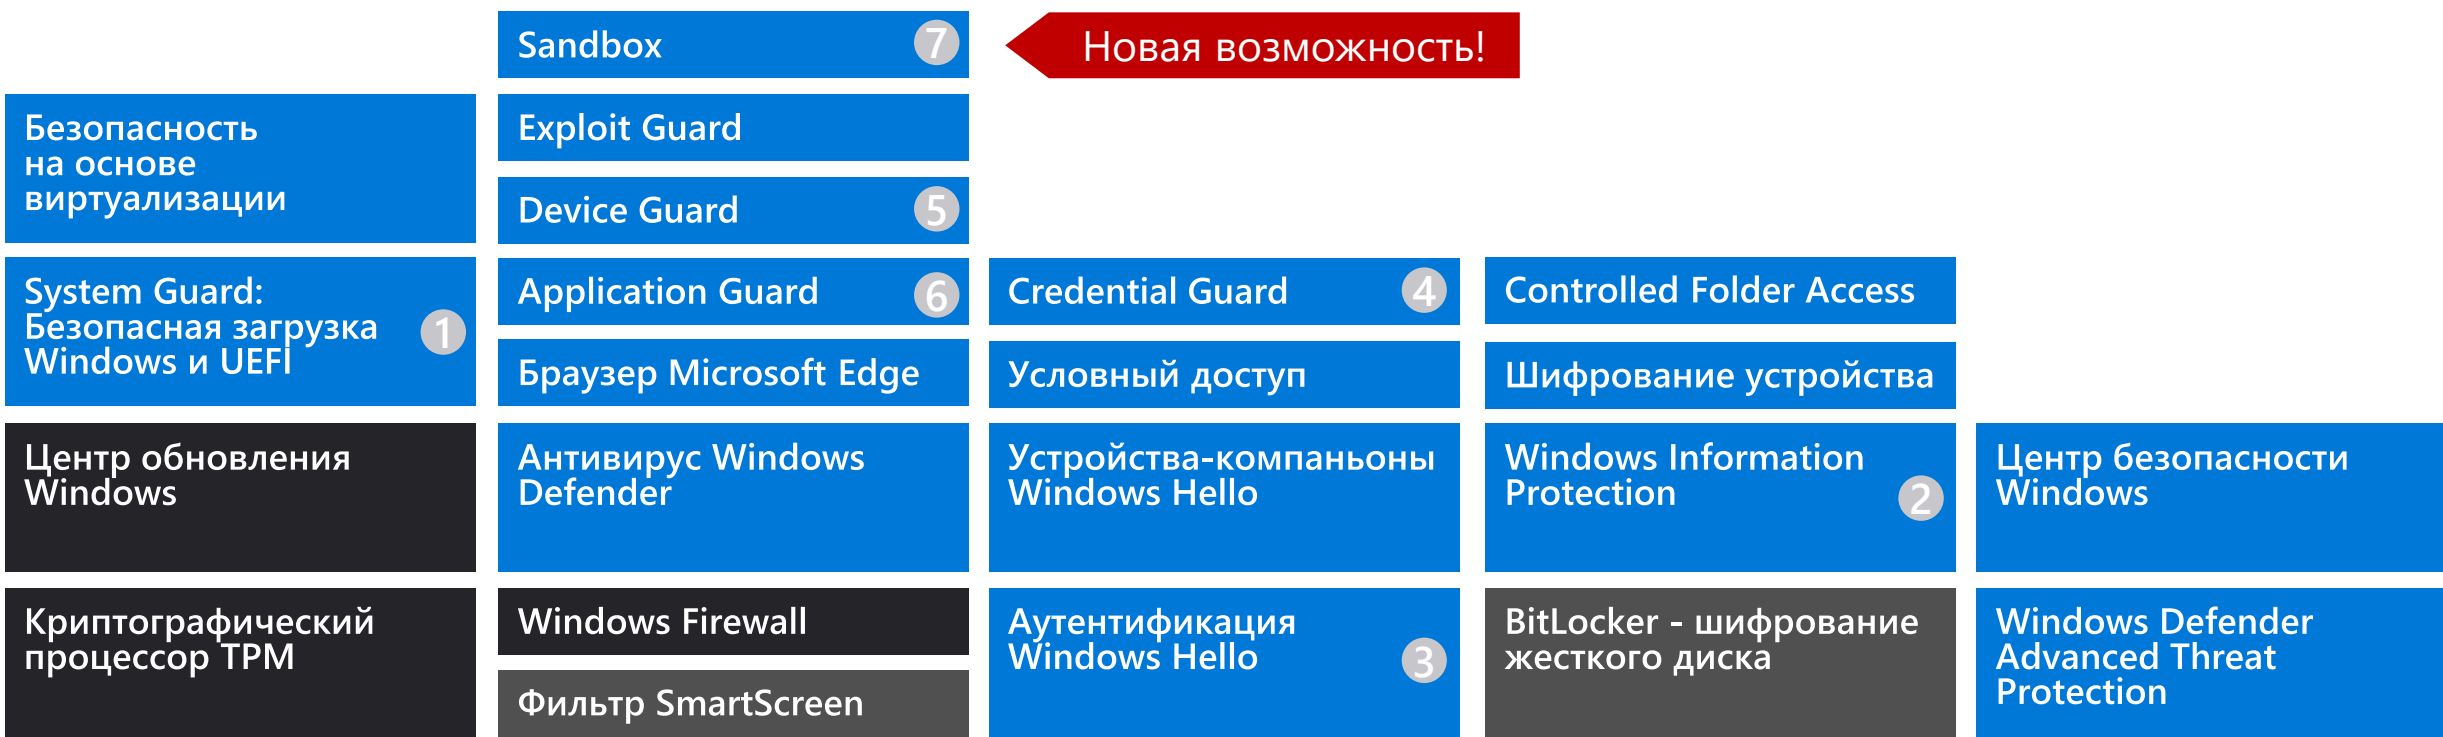 Sandbox
7
Новая возможность!
Безопасность
на основе
виртуализации
Exploit Guard
Device Guard
5
System Guard:
Безопасная загрузка
Windows и UEFI
1
Application Guard
6
Credential Guard
4
Controlled Folder Access
Браузер Microsoft Edge
Условный доступ
Шифрование устройства
Центр обновления
Windows
Антивирус Windows
Defender
Устройства-компаньоны
Windows Hello
Windows Information
Protection
2
Центр безопасности
Windows
Криптографический
процессор TPM
Windows Firewall
Фильтр SmartScreen
Аутентификация
Windows Hello
3
BitLocker - шифрование
жесткого диска
Windows Defender
Advanced Threat
Protection